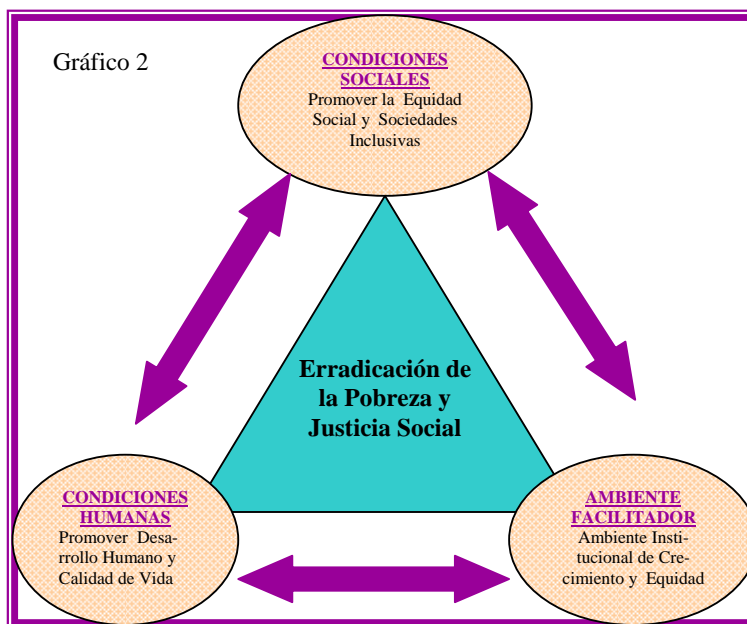 Gráfico 2
CONDICIONES
SOCIALES
Promover la Equidad
Social y Sociedades
Inclusivas
Erradicación de
la Pobreza y
Justicia Social
CONDICIONES
HUMANAS
Promover Desa-
rrollo Humano y
Calidad de Vida
AMBIENTE
FACILITADOR
Ambiente Insti-
tucional de Cre-
cimiento y Equidad